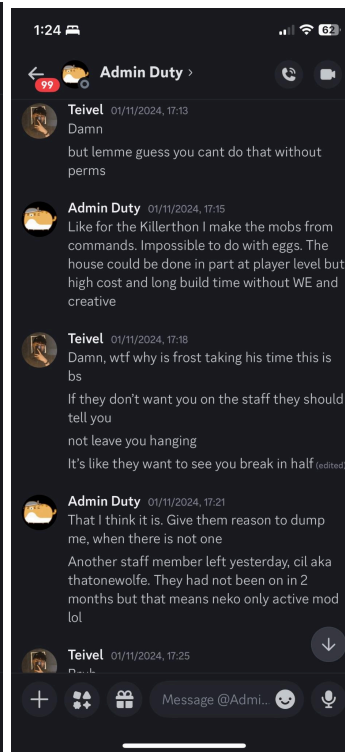 1:24
62
99
Admin Duty >
Teivel 01/11/2024, 17:13
Damn
but lemme guess you cant do that without
perms
Admin Duty 01/11/2024, 17:15
Like for the Killerthon I make the mobs from
commands. Impossible to do with eggs. The
house could be done in part at player level but
high cost and long build time without WE and
creative
Teivel 01/11/2024, 17:18
Damn, wtf why is frost taking his time this is
bs
If they don't want you on the staff they should
tell you
not leave you hanging
It's like they want to see you break in half (edited)
Admin Duty 01/11/2024, 17:21
That I think it is. Give them reason to dump
me, when there is not one
Another staff member left yesterday, cil aka
thatonewolfe. They had not been on in 2
months but that means neko only active mod
lol
Teivel 01/11/2024, 17:25
Message @Admi...